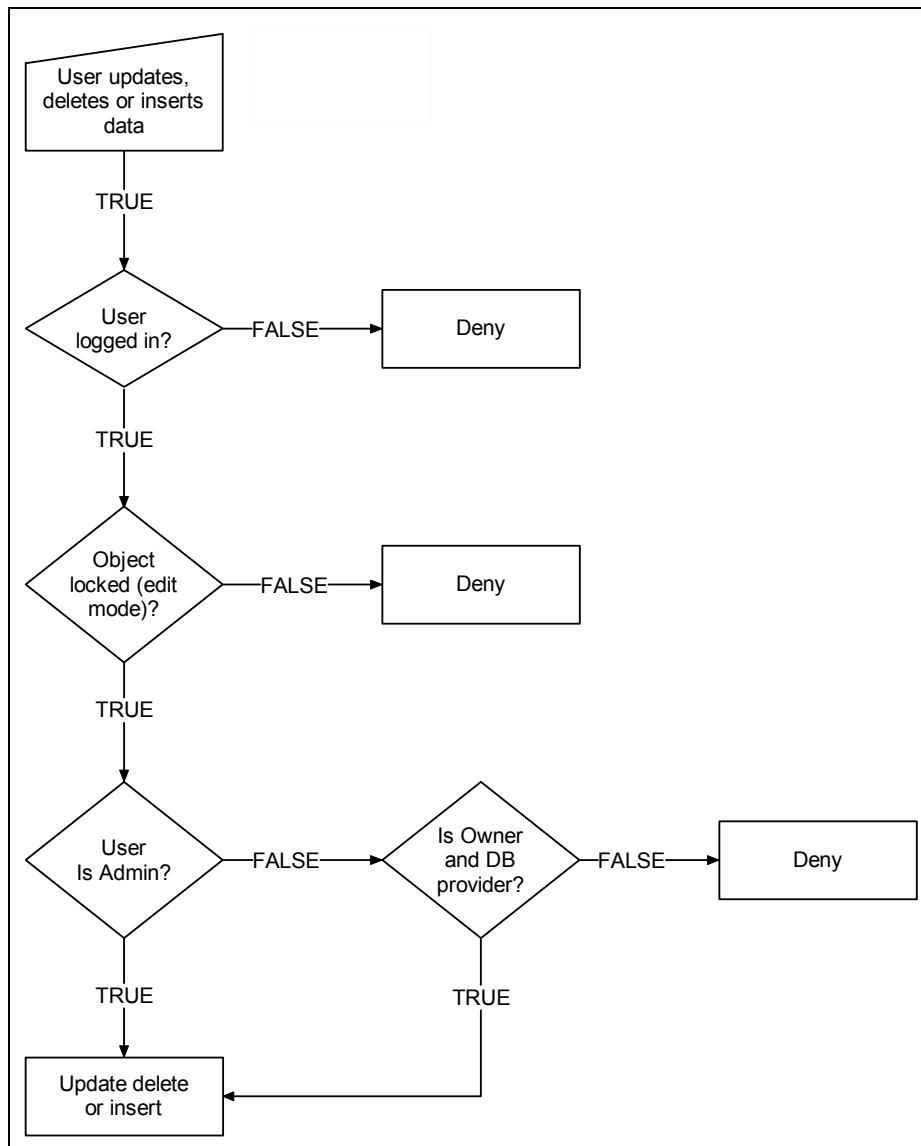 User updates,
deletes or inserts
data
TRUE
User
logged in?
FALSE
Deny
TRUE
Object
locked (edit
mode)?
FALSE
Deny
TRUE
User
Is Admin?
FALSE
Is Owner
and DB
provider?
FALSE
Deny
TRUE
TRUE
Update delete
or insert